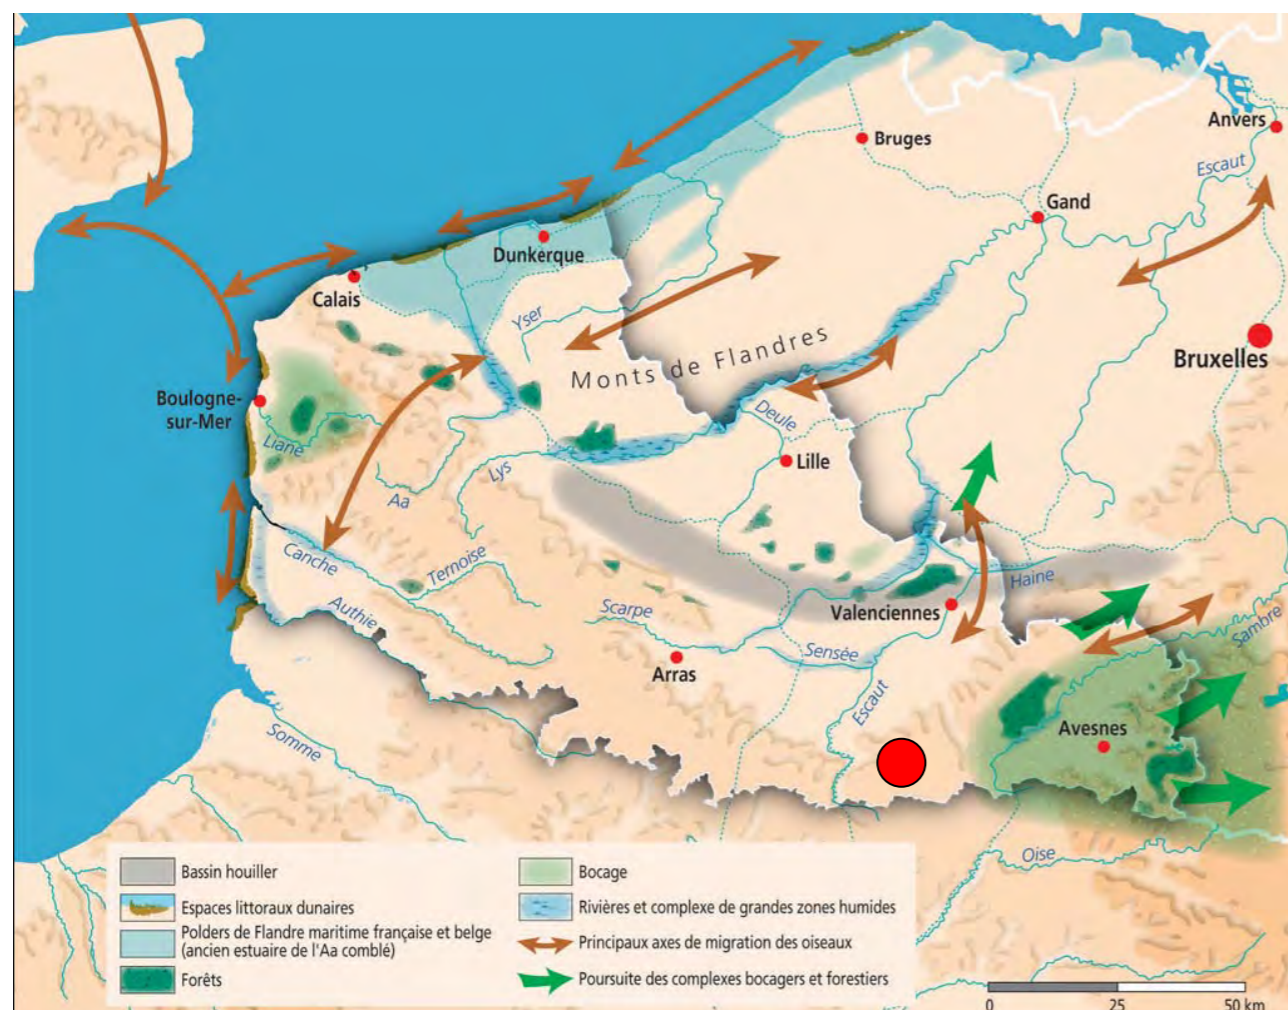 Anvers
Bruges
Escaut
Gand
Dunkerque
Calais
Yser
Bruxelles
Monts de Flandres
Boulogne-
sur-Mer
Liane
Deule
Lille
Lys
Aa
Canche
Ternoise
Haine
Authie
Scarpe
Valenciennes
Sambre
Sensée
Arras
Escaut
Avesnes
Somme
Oise
Bassin houiller
Espaces littoraux dunaires
Polders de Flandre maritime française et belge
(ancien estuaire de l'Aa comblé)
Forêts
Bocage
Rivières et complexe de grandes zones humides
Principaux axes de migration des oiseaux
Poursuite des complexes bocagers et forestiers
0 25 50 km